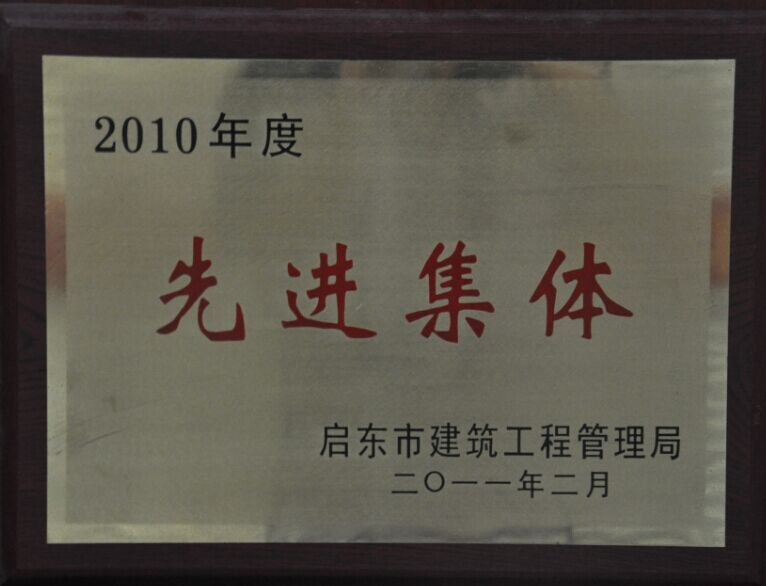 2010年度
先进集体
启东市建筑工程管理局
二〇一一年二月